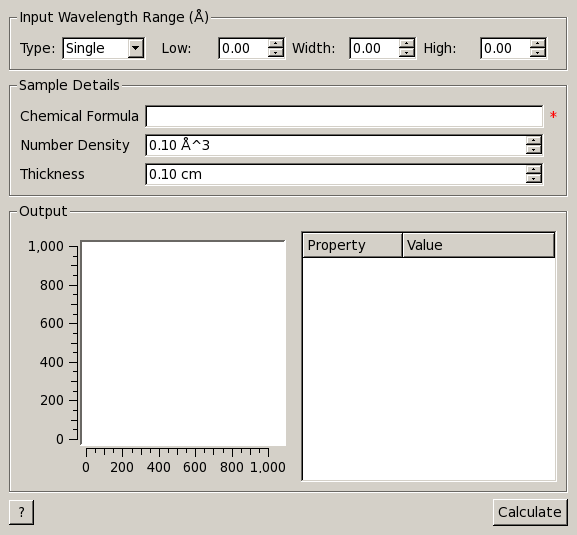 Input Wavelength Range (Å)
Type: Single Low: 0.00 Width: 0.00 High: 0.00
Sample Details
Chemical Formula *
Number Density 0.10 Å^3
Thickness 0.10 cm
Output
Property Value
1,000
800
600
400
200
0
0 200 400 600 800 1,000
? Calculate